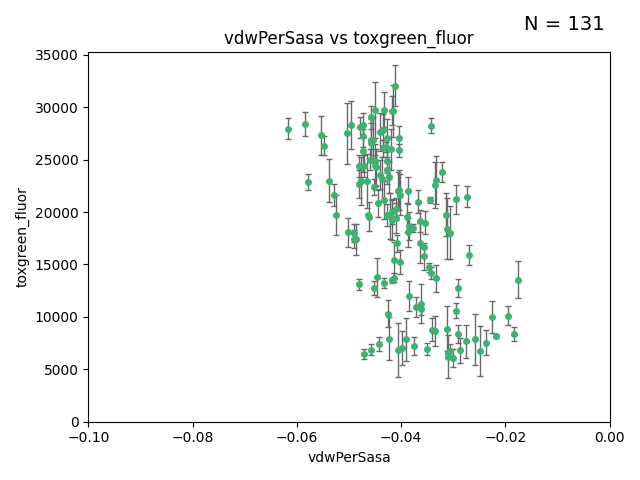 N = 131
vdwPerSasa vs toxgreen_fluor
35000
30000
25000
20000
15000
10000
5000
0
toxgreen_fluor
−0.10 −0.08 −0.06 −0.04 −0.02 0.00
vdwPerSasa